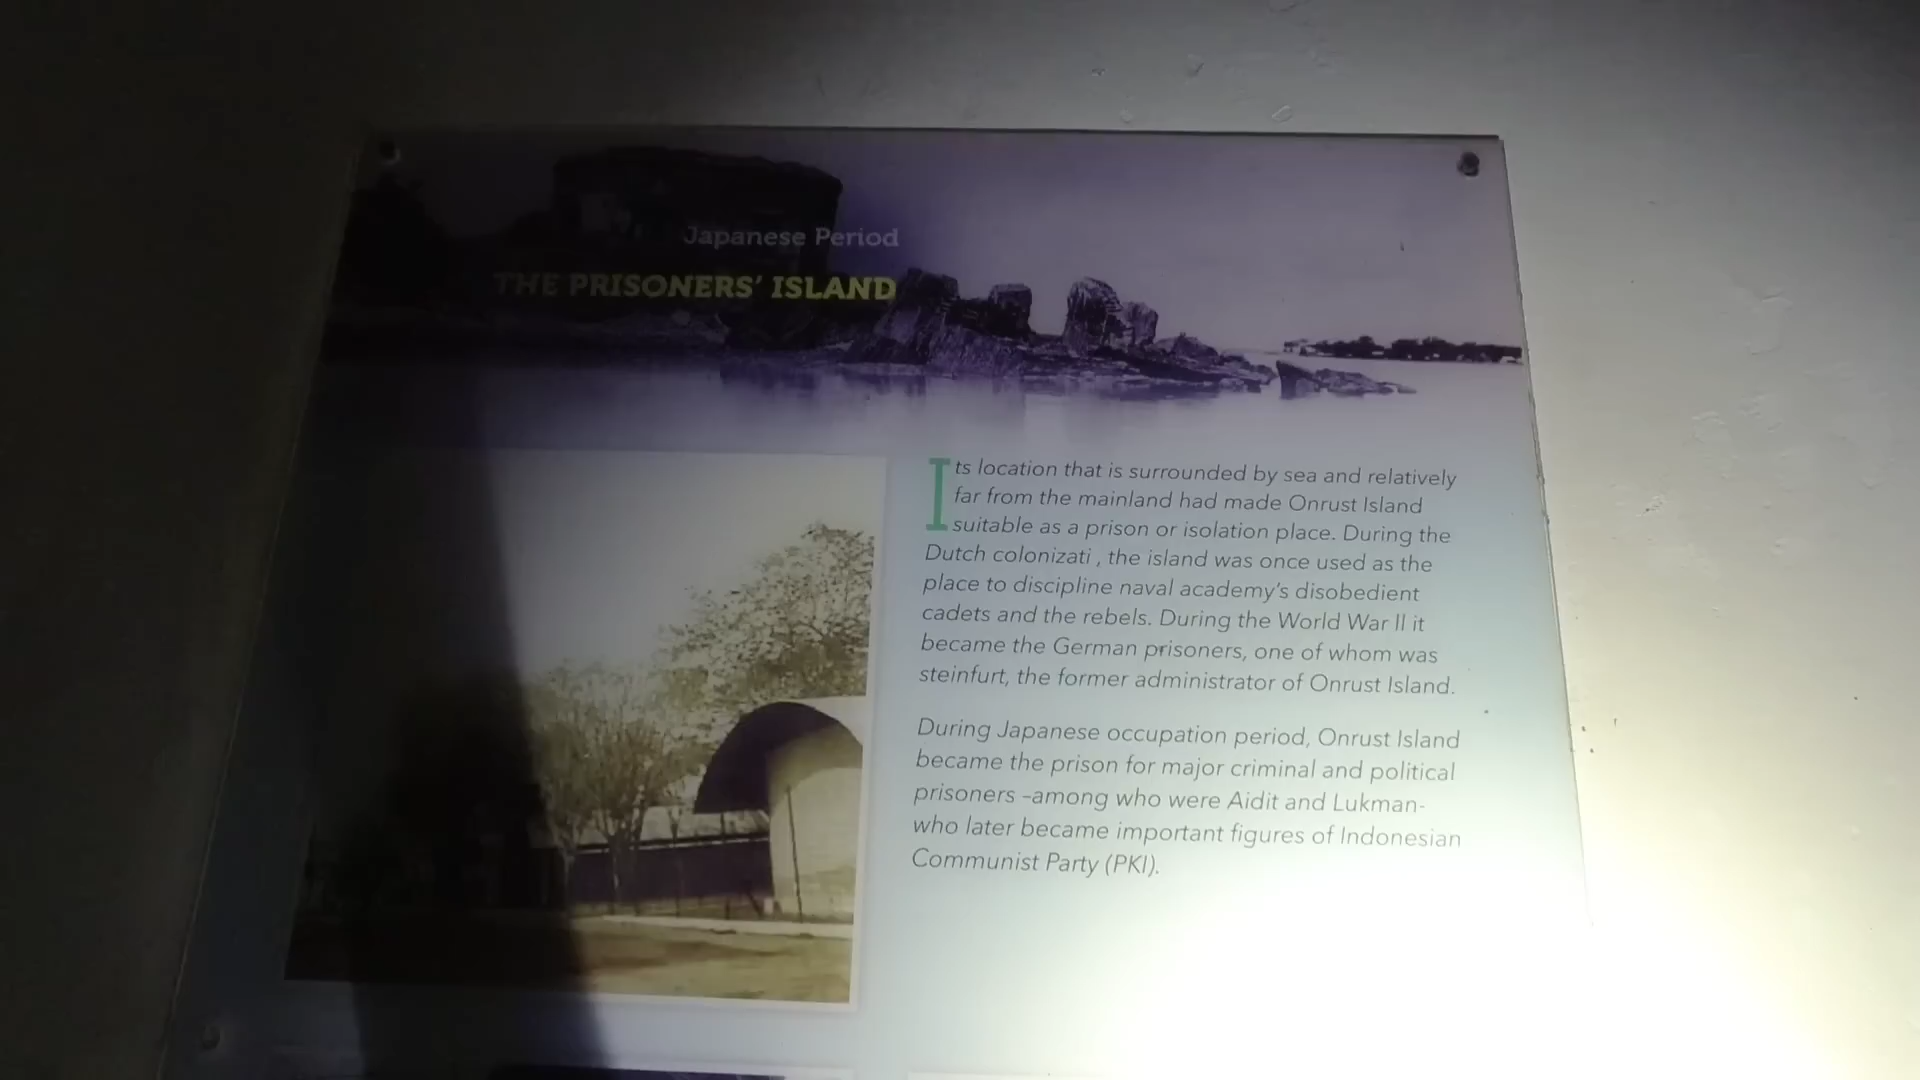 Japanese Period
THE PRISONERS' ISLAND
Its location that is surrounded by sea and relatively
far from the mainland had made Onrust Island
suitable as a prison or isolation place. During the
Dutch colonizati , the island was once used as the
place to discipline naval academy's disobedient
cadets and the rebels. During the World War II it
became the German prisoners, one of whom was
steinfurt, the former administrator of Onrust Island.
During Japanese occupation period, Onrust Island
became the prison for major criminal and political
prisoners –among who were Aidit and Lukman-
who later became important figures of Indonesian
Communist Party (PKI).